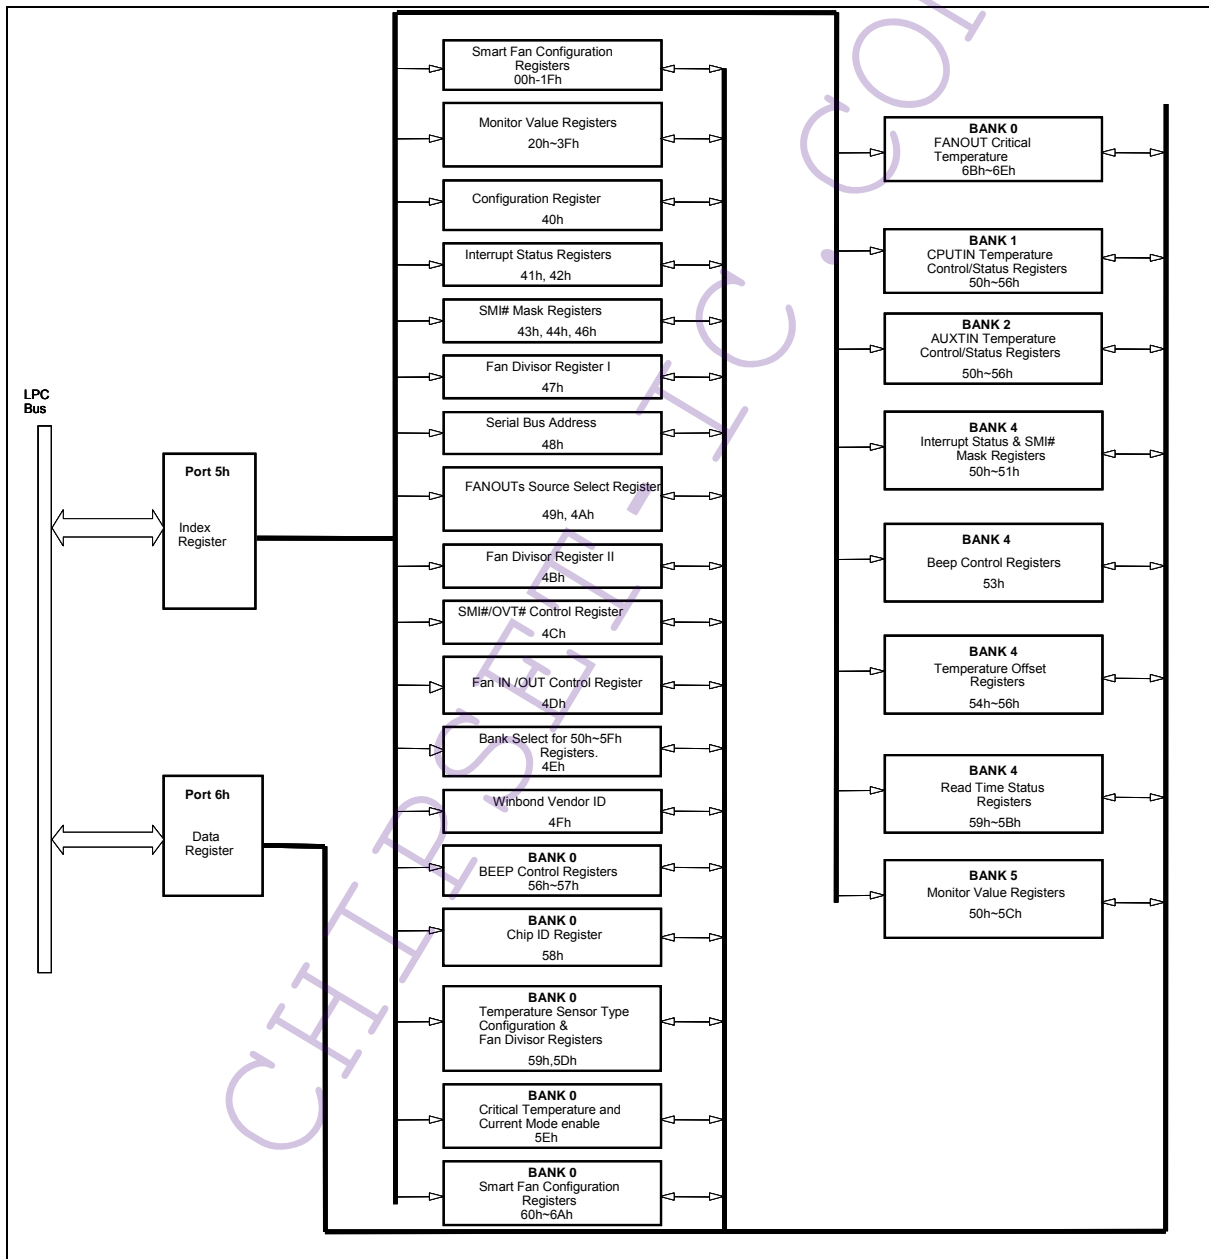 LPC
Bus
Port 5h
Index
Register
Port 6h
Data
Register
Smart Fan Configuration
Registers
00h-1Fh
Monitor Value Registers
20h~3Fh
Configuration Register
40h
Interrupt Status Registers
41h, 42h
SMI# Mask Registers
43h, 44h, 46h
Fan Divisor Register I
47h
Serial Bus Address
48h
FANOUTs Source Select Register
49h, 4Ah
Fan Divisor Register II
4Bh
SMI#/OVT# Control Register
4Ch
Fan IN /OUT Control Register
4Dh
Bank Select for 50h~5Fh
Registers.
4Eh
Winbond Vendor ID
4Fh
BANK 0
BEEP Control Registers
56h~57h
BANK 0
Chip ID Register
58h
BANK 0
Temperature Sensor Type
Configuration &
Fan Divisor Registers
59h,5Dh
BANK 0
Critical Temperature and
Current Mode enable
5Eh
BANK 0
Smart Fan Configuration
Registers
60h~6Ah
BANK 0
FANOUT Critical
Temperature
6Bh~6Eh
BANK 1
CPUTIN Temperature
Control/Status Registers
50h~56h
BANK 2
AUXTIN Temperature
Control/Status Registers
50h~56h
BANK 4
Interrupt Status & SMI#
Mask Registers
50h~51h
BANK 4
Beep Control Registers
53h
BANK 4
Temperature Offset
Registers
54h~56h
BANK 4
Read Time Status
Registers
59h~5Bh
BANK 5
Monitor Value Registers
50h~5Ch
CHIPSET-IC.COM